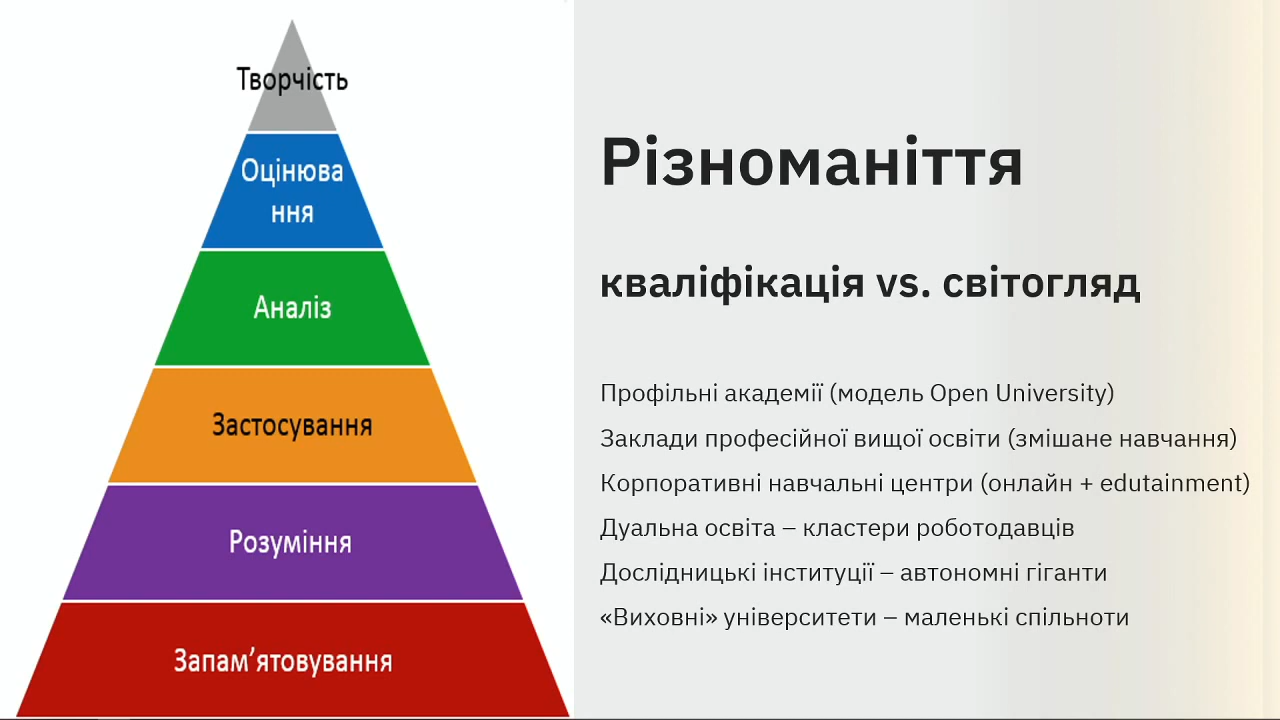 Творчість
Оцінюва
ння
Аналіз
Застосування
Розуміння
Запам’ятовування
Різноманіття
кваліфікація vs. світогляд
Профільні академії (модель Open University)
Заклади професійної вищої освіти (змішане навчання)
Корпоративні навчальні центри (онлайн + edutainment)
Дуальна освіта – кластери роботодавців
Дослідницькі інституції – автономні гіганти
«Виховні» університети – маленькі спільноти